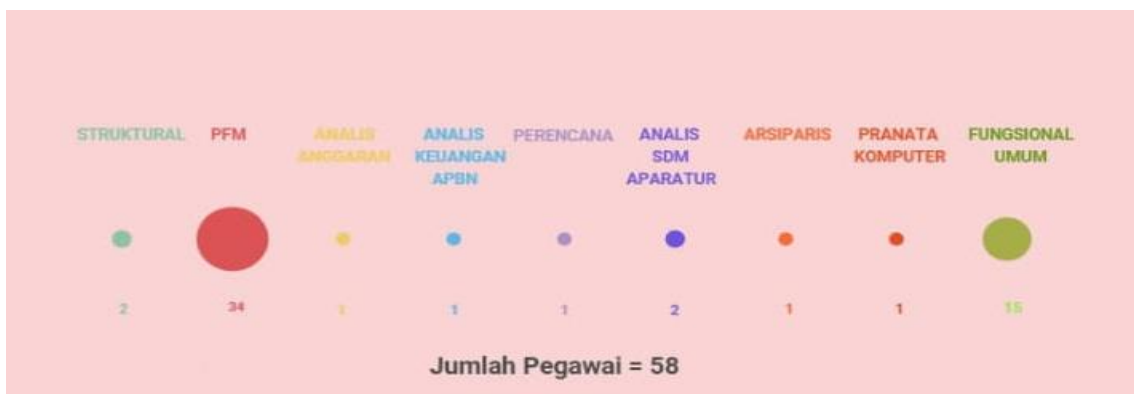 STRUKTURAL
PFM
ANALIS
ANGGARAN
ANALIS
KEUANGAN
APBN
PERENCANA
ANALIS
SDM
APARATUR
ARSIPARIS
PRANATA
KOMPUTER
FUNGSIONAL
UMUM
2 34 1 1 1 2 1 1 15
Jumlah Pegawai = 58